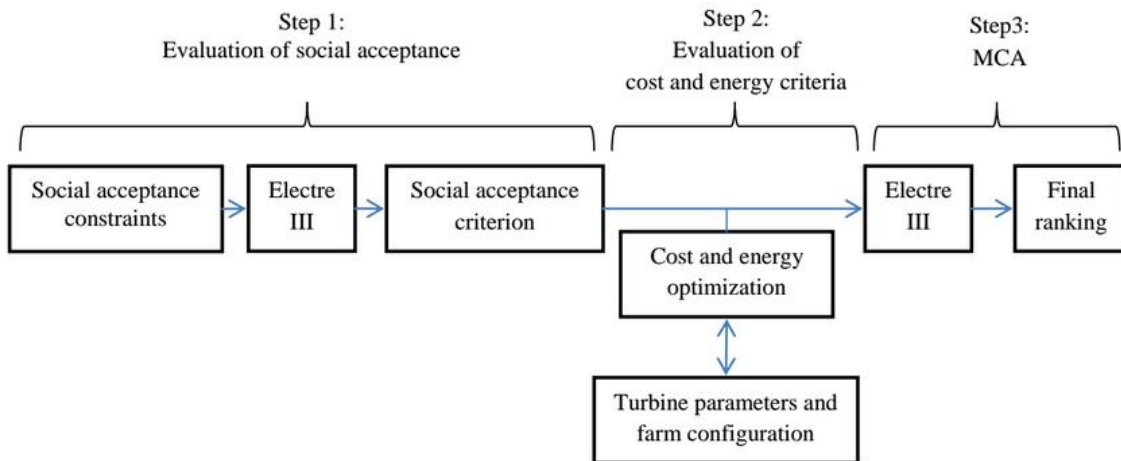 Step 1:
Evaluation of social acceptance
Step 2:
Evaluation of
cost and energy criteria
Step3:
MCA
Social acceptance
constraints
Electre
III
Social acceptance
criterion
Electre
III
Final
ranking
Cost and energy
optimization
Turbine parameters and
farm configuration